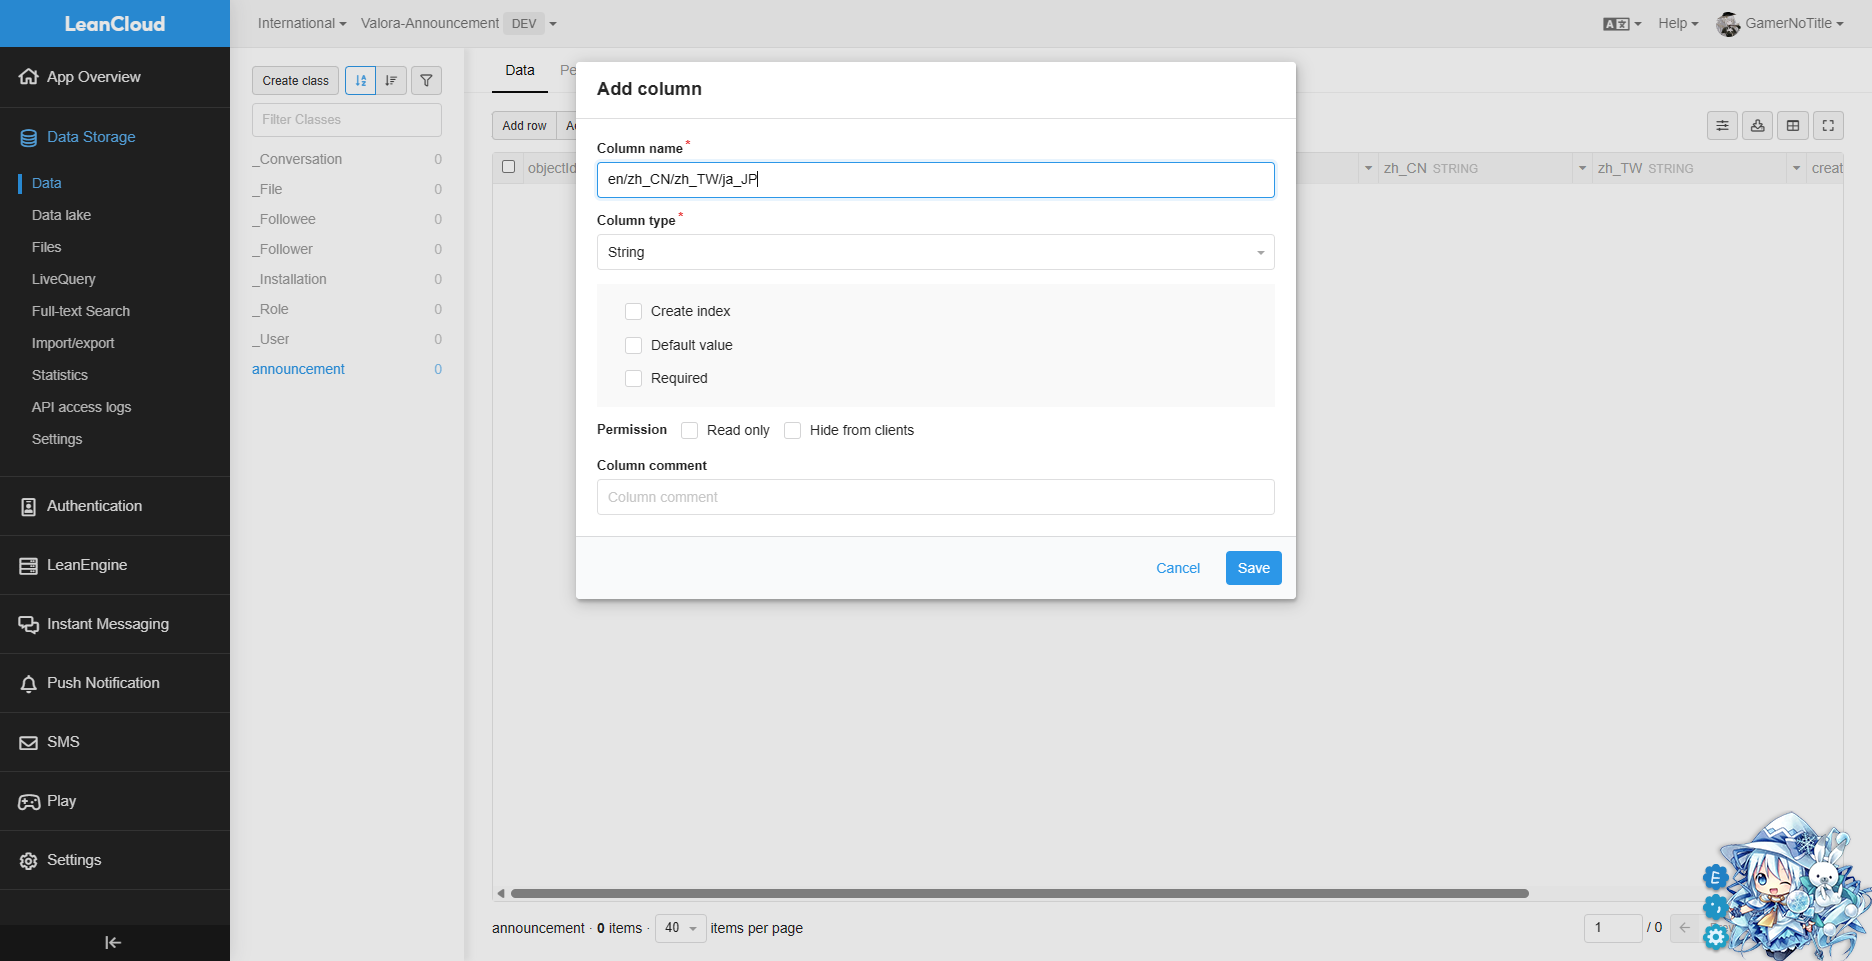 LeanCloud
International
Valora-Announcement DEV
Help
GamerNoTitle
App Overview
Data Storage
Data
Data lake
Files
LiveQuery
Full-text Search
Import/export
Statistics
API access logs
Settings
Authentication
LeanEngine
Instant Messaging
Push Notification
SMS
Play
Settings
Create class
Filter Classes
_Conversation 0
_File 0
_Followee 0
_Follower 0
_Installation 0
_Role 0
_User 0
announcement 0
Data
Add row
objectId
zh_CN STRING
zh_TW STRING
creat
Add column
Column name *
en/zh_CN/zh_TW/ja_JP
Column type *
String
Create index
Default value
Required
Permission Read only Hide from clients
Column comment
Column comment
Cancel Save
announcement · 0 items · 40 items per page
1 / 0